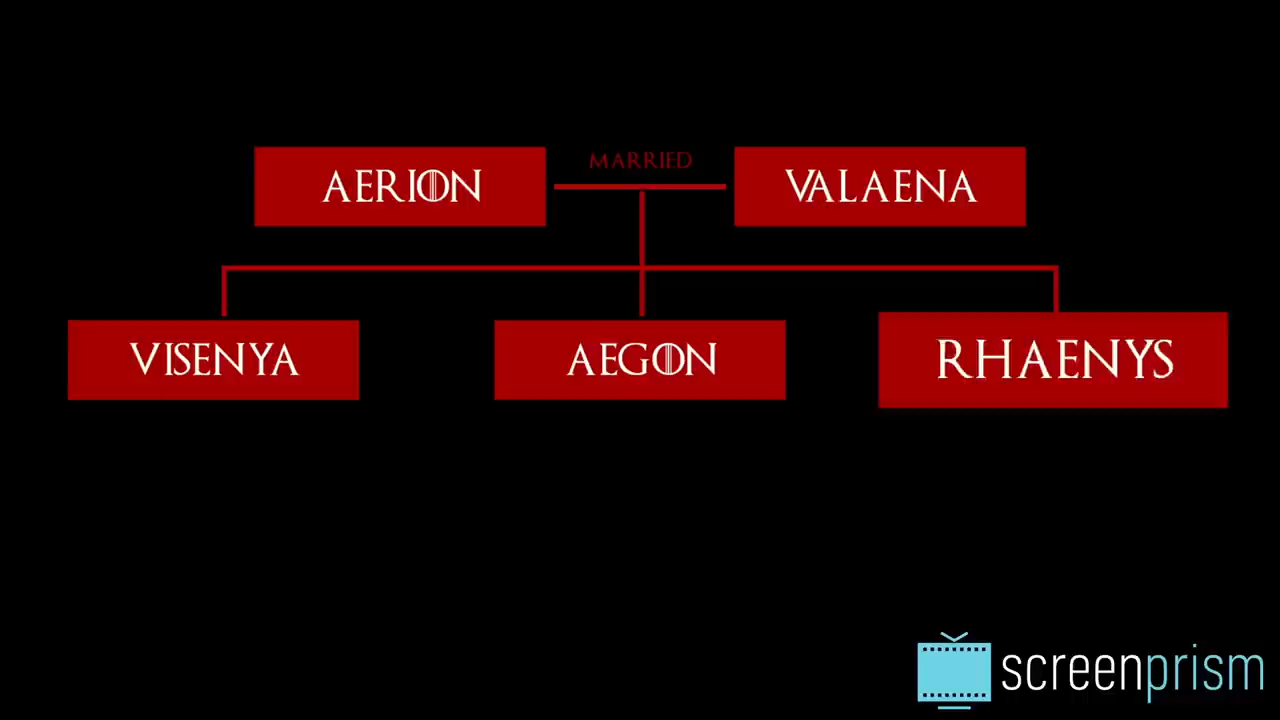 MARRIED
AERION
VALAENA
VISENYA
AEGON
RHAENYS
screenprism